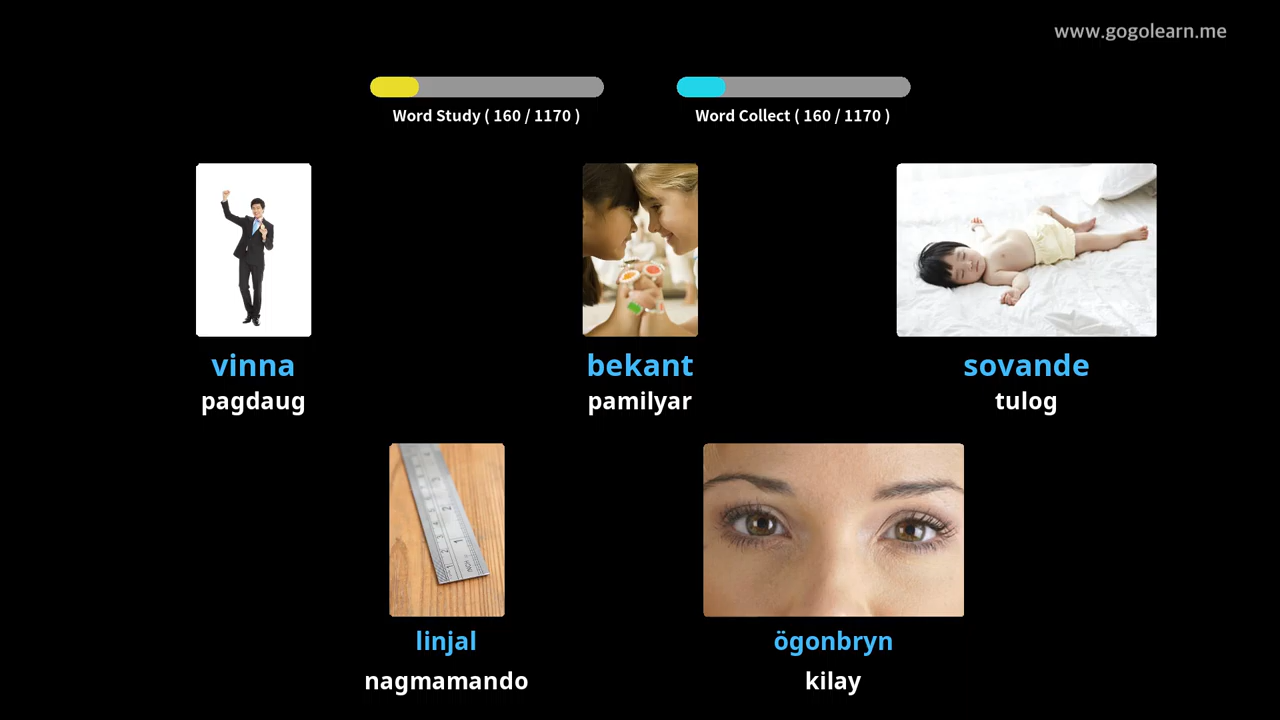 www.gogolearn.me
Word Study ( 160 / 1170 )
Word Collect ( 160 / 1170 )
vinna
pagdaug
bekant
pamilyar
sovande
tulog
linjal
nagmamando
ögonbryn
kilay